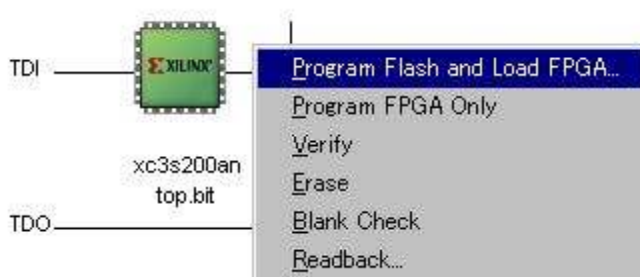 TDI
XILINX
xc3s200an
top.bit
TDO
Program Flash and Load FPGA...
Program FPGA Only
Verify
Erase
Blank Check
Readback...